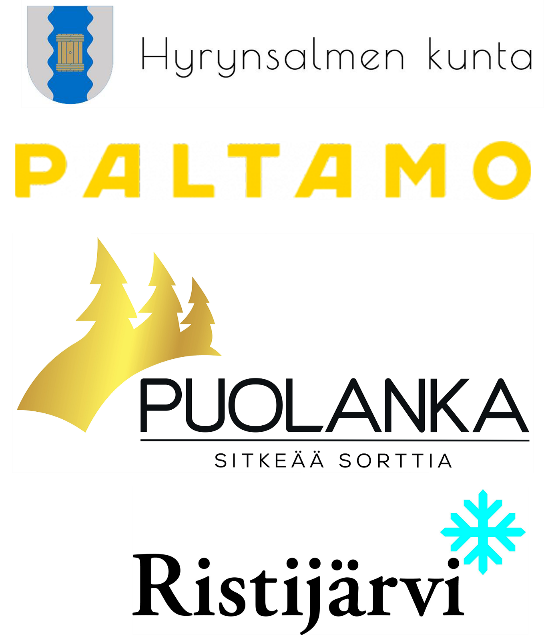 Hyrynsalmen kunta
PALTAMO
PUOLANKA
SITKEÄÄ SORTTIA
Ristijärvi